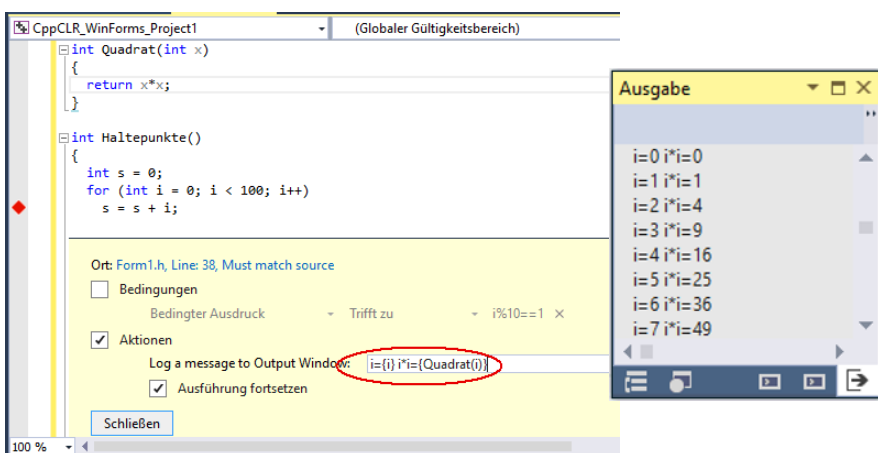 CppCLR_WinForms_Project1 (Globaler Gültigkeitsbereich)
int Quadrat(int x)
{
return x*x;
}
int Haltepunkte()
{
int s = 0;
for (int i = 0; i < 100; i++)
s = s + i;
Ort: Form1.h, Line: 38, Must match source
Bedingungen
Bedingter Ausdruck Trifft zu i%10==1
Aktionen
Log a message to Output Window: i={i} i*i={Quadrat(i)}
Ausführung fortsetzen
Schließen
100 %
Ausgabe
i=0 i*i=0
i=1 i*i=1
i=2 i*i=4
i=3 i*i=9
i=4 i*i=16
i=5 i*i=25
i=6 i*i=36
i=7 i*i=49